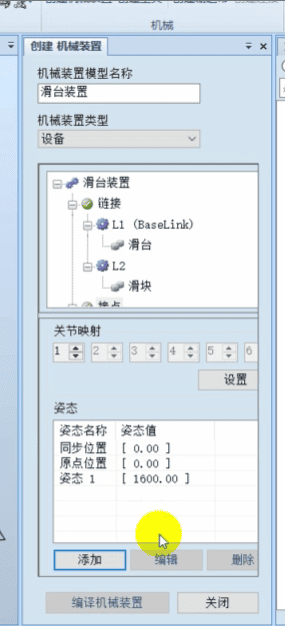 机械
创建 机械装置
机械装置模型名称
滑台装置
机械装置类型
设备
滑台装置
链接
L1 (BaseLink)
滑台
L2
滑块
接点
关节映射
1 2 3 4 5 6
设置
姿态
姿态名称 姿态值
同步位置 [ 0.00 ]
原点位置 [ 0.00 ]
姿态 1 [ 1600.00 ]
添加 编辑 删除
编译机械装置 关闭